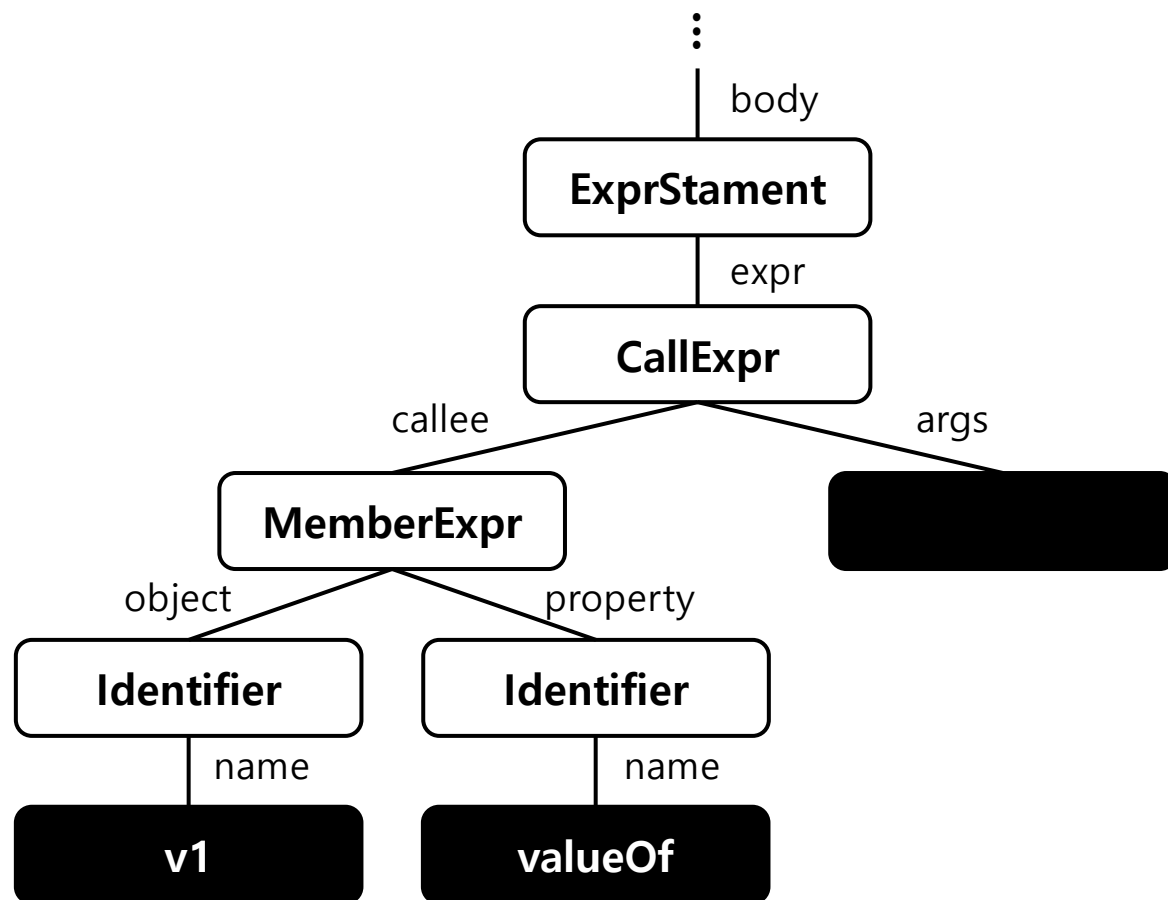 body
ExprStament
expr
CallExpr
callee
args
MemberExpr
object
property
Identifier
Identifier
name
name
v1
valueOf